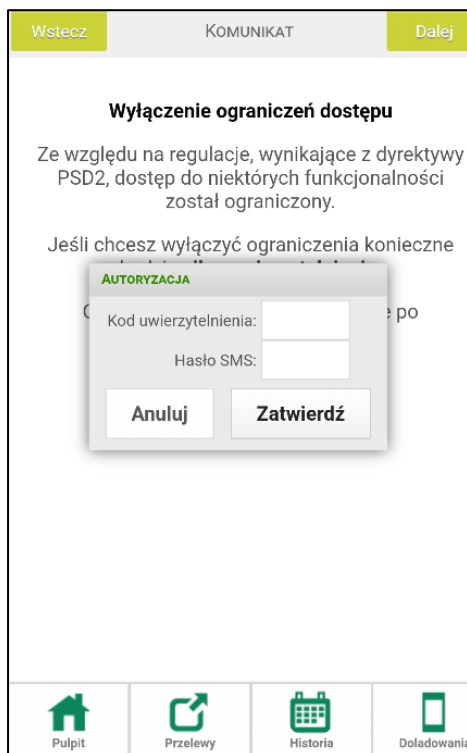 Wstecz
KOMUNIKAT
Dalej
Wyłączenie ograniczeń dostępu
Ze względu na regulacje, wynikające z dyrektywy
PSD2, dostęp do niektórych funkcjonalności
został ograniczony.
Jeśli chcesz wyłączyć ograniczenia konieczne
po
AUTORYZACJA
Kod uwierzytelnienia:
Hasło SMS:
Anuluj
Zatwierdź
Pulpit
Przelewy
Historia
Doładowania